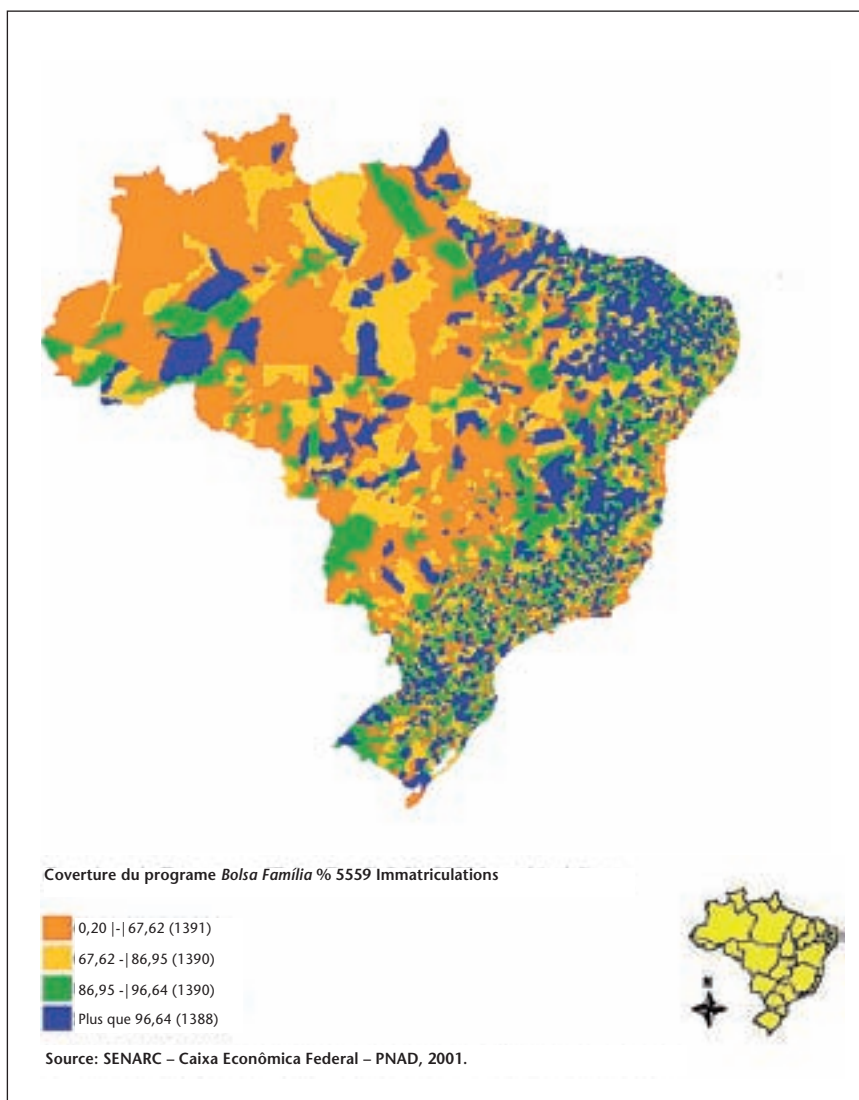 Coverture du programe Bolsa Família % 5559 Immatriculations
0,20 |-| 67,62 (1391)
67,62 -| 86,95 (1390)
86,95 -| 96,64 (1390)
Plus que 96,64 (1388)
N
Source: SENARC – Caixa Econômica Federal – PNAD, 2001.